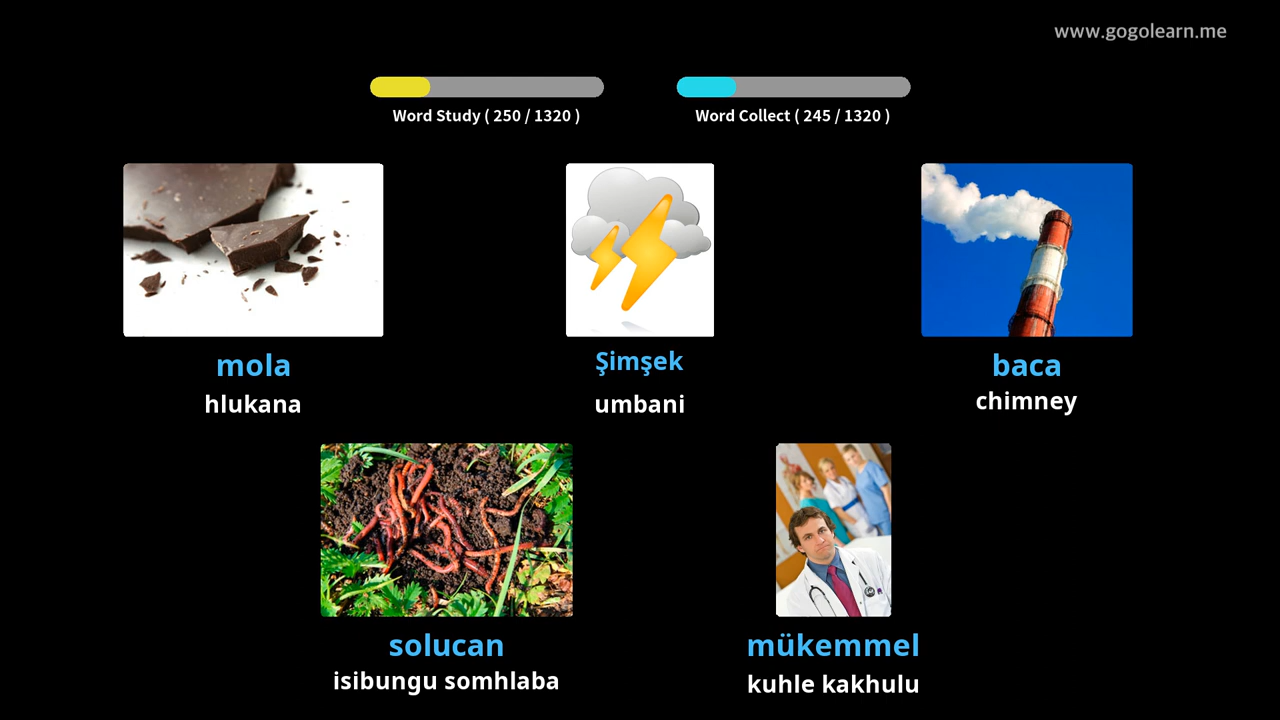 www.gogolearn.me
Word Study ( 250 / 1320 )
Word Collect ( 245 / 1320 )
mola
hlukana
Şimşek
umbani
baca
chimney
solucan
isibungu somhlaba
mükemmel
kuhle kakhulu